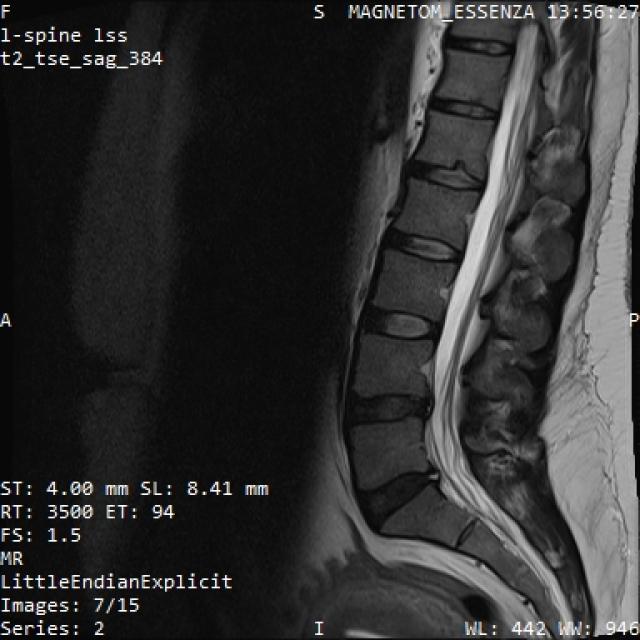 F
S MAGNETOM_ESSENZA 13:56:27
l-spine lss
t2_tse_sag_384
A
P
ST: 4.00 mm SL: 8.41 mm
RT: 3500 ET: 94
FS: 1.5
MR
LittleEndianExplicit
Images: 7/15
Series: 2
I
WL: 442 WW: 946